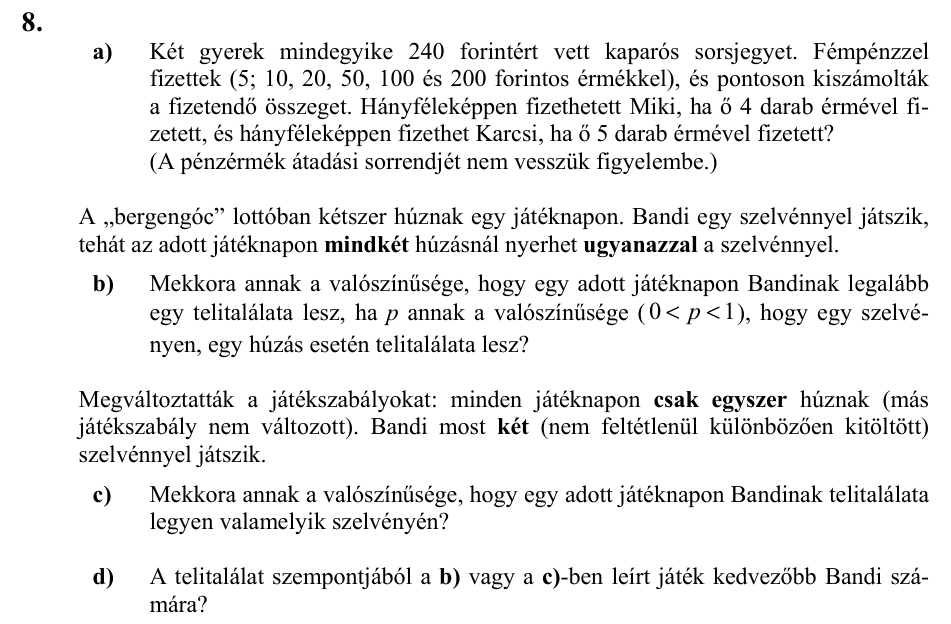 8.
a) Két gyerek mindegyike 240 forintért vett kaparós sorsjegyet. Fémpénzzel
fizettek (5; 10, 20, 50, 100 és 200 forintos érmékkel), és pontoson kiszámolták
a fizetendő összeget. Hányféleképpen fizethetett Miki, ha ő 4 darab érmével fi-
zetett, és hányféleképpen fizethet Karcsi, ha ő 5 darab érmével fizetett?
(A pénzérmék átadási sorrendjét nem vesszük figyelembe.)
A „bergengóc” lottóban kétszer húznak egy játéknapon. Bandi egy szelvénnyel játszik,
tehát az adott játéknapon mindkét húzásnál nyerhet ugyanazzal a szelvénnyel.
b) Mekkora annak a valószínűsége, hogy egy adott játéknapon Bandinak legalább
egy telitalálata lesz, ha p annak a valószínűsége (0 < p < 1), hogy egy szelvé-
nyen, egy húzás esetén telitalálata lesz?
Megváltoztatták a játékszabályokat: minden játéknapon csak egyszer húznak (más
játékszabály nem változott). Bandi most két (nem feltétlenül különbözően kitöltött)
szelvénnyel játszik.
c) Mekkora annak a valószínűsége, hogy egy adott játéknapon Bandinak telitalálata
legyen valamelyik szelvényén?
d) A telitalálat szempontjából a b) vagy a c)-ben leírt játék kedvezőbb Bandi szá-
mára?